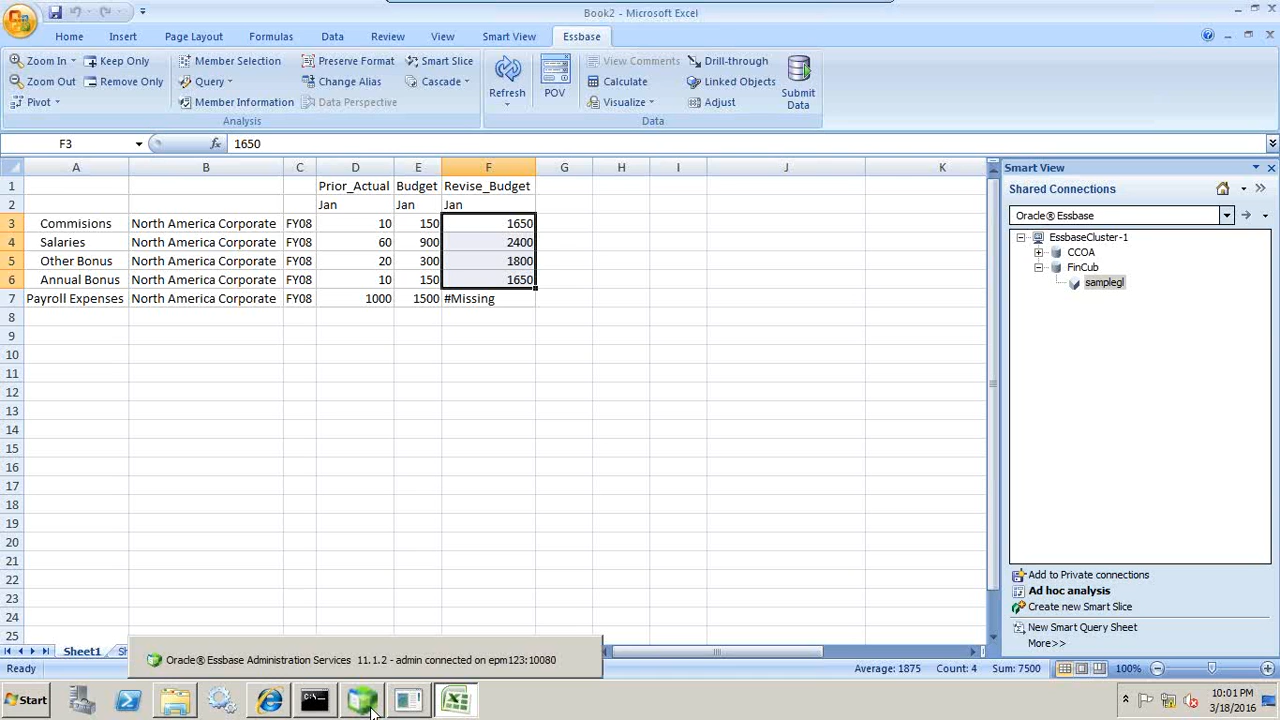 Book2 - Microsoft Excel
Home Insert Page Layout Formulas Data Review View Smart View Essbase
Zoom In Keep Only Member Selection Preserve Format Smart Slice View Comments Drill-through
Zoom Out Remove Only Query Change Alias Cascade Refresh POV Calculate Linked Objects Submit Data
Pivot Member Information Data Perspective Visualize Adjust
Analysis Data
F3 fx 1650
A B C D E F G H I J K
1 Prior_Actual Budget Revise_Budget
2 Jan Jan Jan
3 Commisions North America Corporate FY08 10 150 1650
4 Salaries North America Corporate FY08 60 900 2400
5 Other Bonus North America Corporate FY08 20 300 1800
6 Annual Bonus North America Corporate FY08 10 150 1650
7 Payroll Expenses North America Corporate FY08 1000 1500 #Missing
8
9
10
11
12
13
14
15
16
17
18
19
20
21
22
23
24
25
Smart View
Shared Connections
Oracle® Essbase
EssbaseCluster-1
CCOA
FinCub
samplegl
Add to Private connections
Ad hoc analysis
Create new Smart Slice
New Smart Query Sheet
More>>
Sheet1
Oracle® Essbase Administration Services 11.1.2 - admin connected on epm123:10080
Ready Average: 1875 Count: 4 Sum: 7500 100%
Start 10:01 PM
3/18/2016